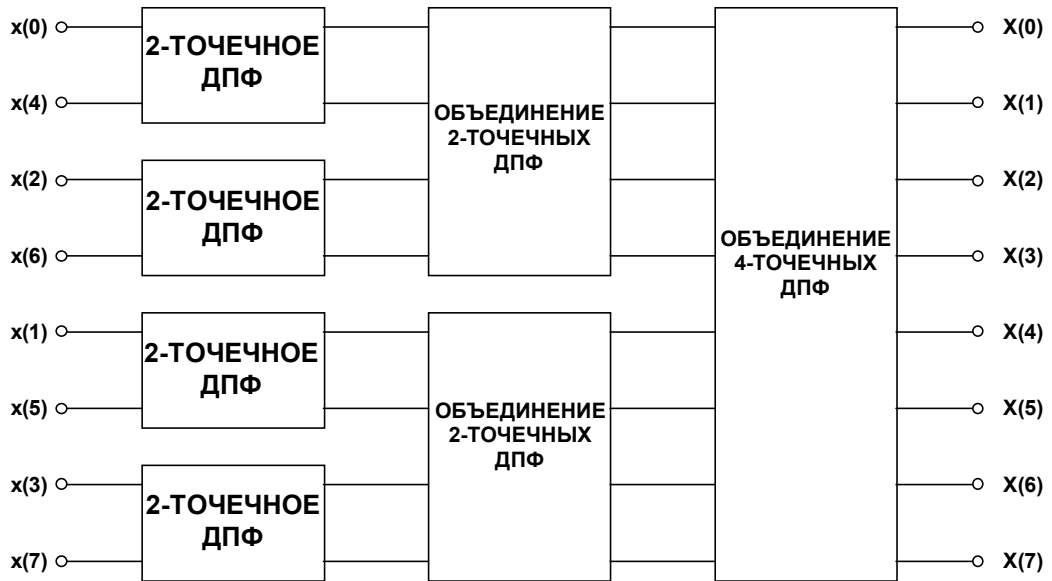 x(0)
x(4)
x(2)
x(6)
x(1)
x(5)
x(3)
x(7)
2-ТОЧЕЧНОЕ
ДПФ
2-ТОЧЕЧНОЕ
ДПФ
2-ТОЧЕЧНОЕ
ДПФ
2-ТОЧЕЧНОЕ
ДПФ
ОБЪЕДИНЕНИЕ
2-ТОЧЕЧНЫХ
ДПФ
ОБЪЕДИНЕНИЕ
2-ТОЧЕЧНЫХ
ДПФ
ОБЪЕДИНЕНИЕ
4-ТОЧЕЧНЫХ
ДПФ
X(0)
X(1)
X(2)
X(3)
X(4)
X(5)
X(6)
X(7)